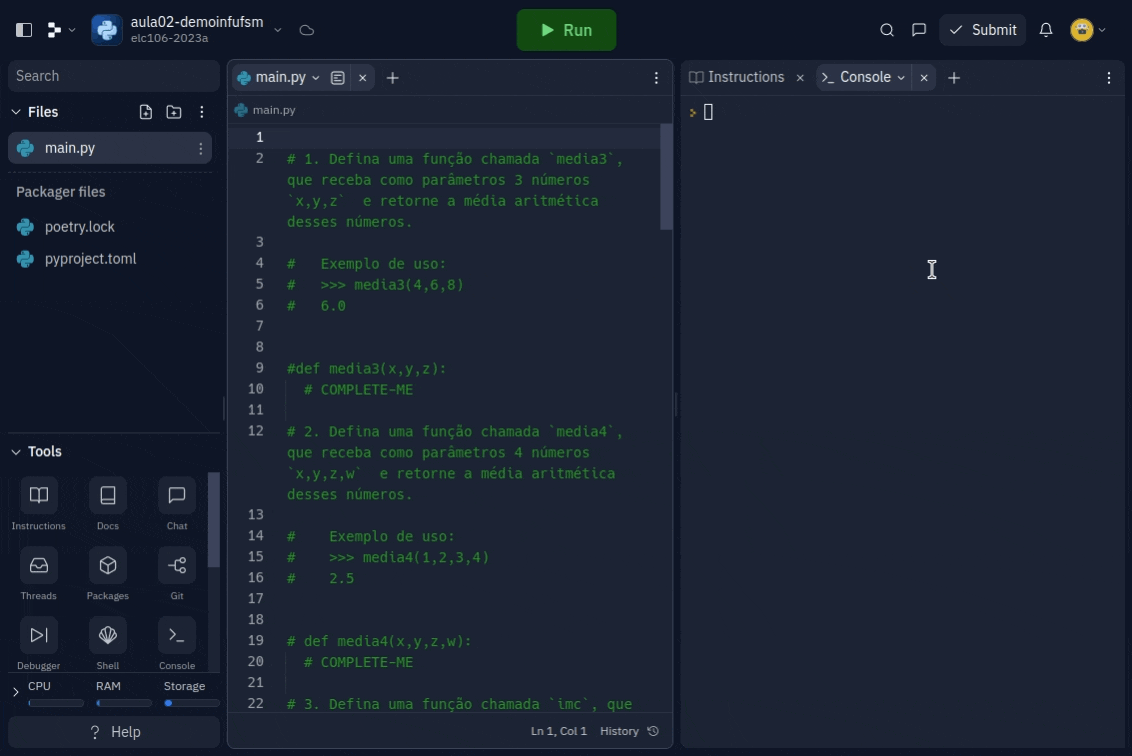 aula02-demoinfufsm
elc106-2023a
Run
Submit
Search
Files
main.py
Packager files
poetry.lock
pyproject.toml
Tools
Instructions
Docs
Chat
Threads
Packages
Git
Debugger
Shell
Console
CPU
RAM
Storage
? Help
main.py
main.py
1
2 # 1. Defina uma função chamada `media3`,
que receba como parâmetros 3 números
`x,y,z`  e retorne a média aritmética
desses números.
3
4 #   Exemplo de uso:
5 #   >>> media3(4,6,8)
6 #   6.0
7
8
9 #def media3(x,y,z):
10   # COMPLETE-ME
11
12 # 2. Defina uma função chamada `media4`,
que receba como parâmetros 4 números
`x,y,z,w`  e retorne a média aritmética
desses números.
13
14 #    Exemplo de uso:
15 #    >>> media4(1,2,3,4)
16 #    2.5
17
18
19 # def media4(x,y,z,w):
20   # COMPLETE-ME
21
22 # 3. Defina uma função chamada `imc`, que
Ln 1, Col 1 History
Instructions
>_ Console